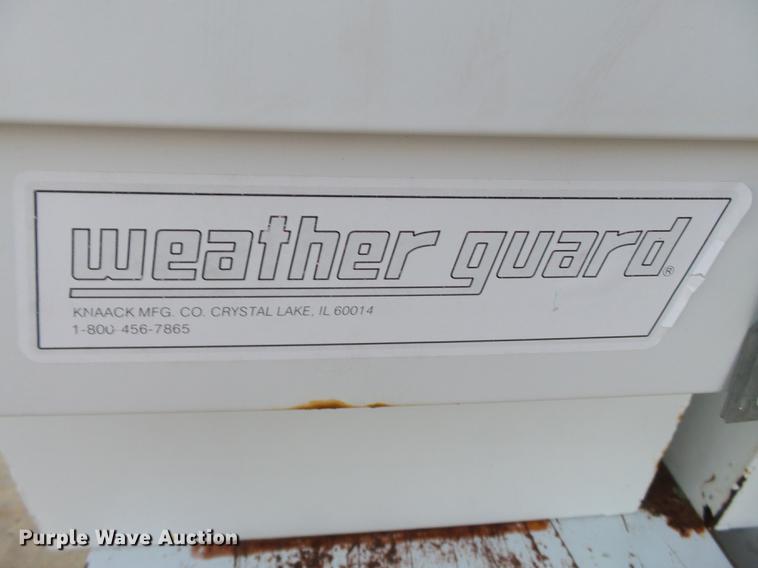 weather guard®
KNAACK MFG. CO. CRYSTAL LAKE, IL 60014
1-800-456-7865
Purple Wave Auction